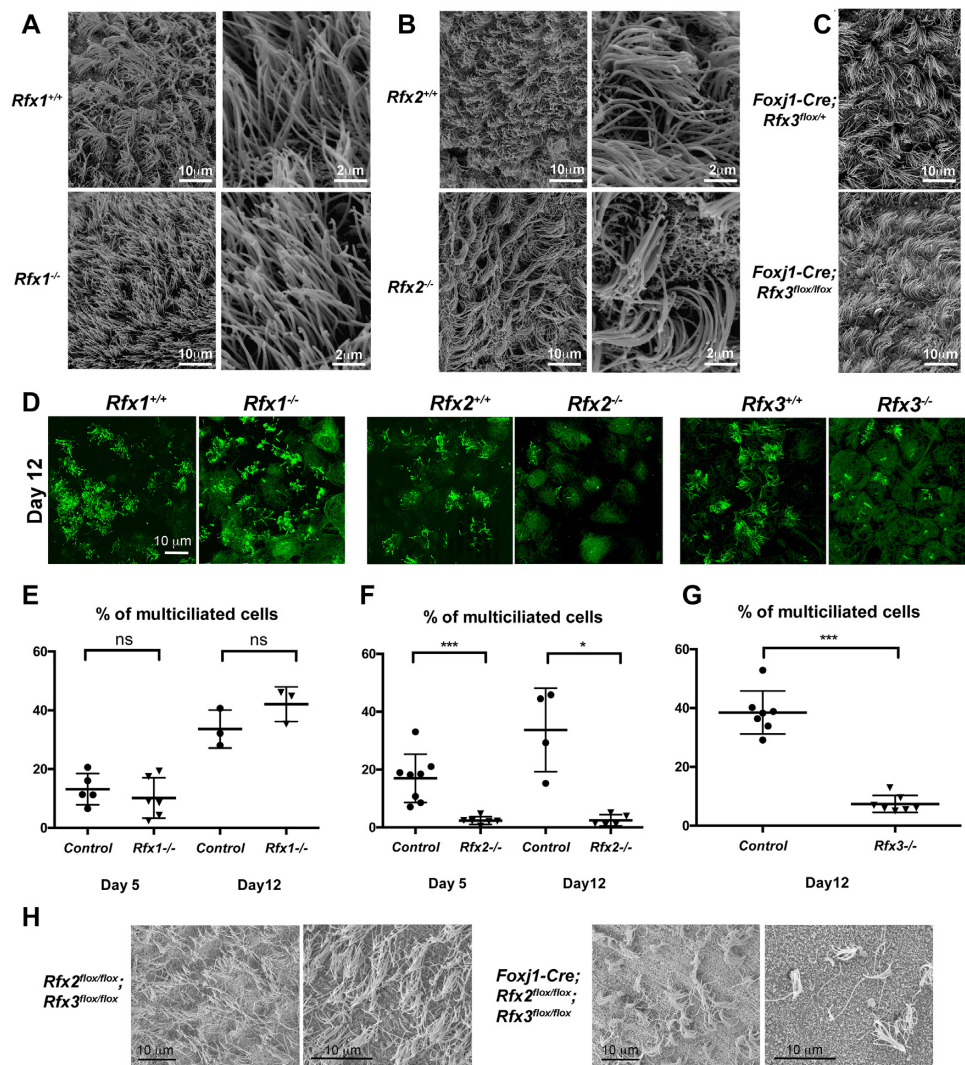 A
B
C
Rfx1+/+
Rfx2+/+
Foxj1-Cre;
Rfx3flox/+
10μm
2μm
10μm
2μm
10μm
Rfx1-/-
Rfx2-/-
Foxj1-Cre;
Rfx3flox/lfox
10μm
2μm
10μm
2μm
10μm
D
Rfx1+/+
Rfx1-/-
Rfx2+/+
Rfx2-/-
Rfx3+/+
Rfx3-/-
Day 12
10 μm
E
% of multiciliated cells
ns
ns
60
40
20
0
Control
Rfx1-/-
Control
Rfx1-/-
Day 5
Day12
F
% of multiciliated cells
***
*
60
40
20
0
Control
Rfx2-/-
Control
Rfx2-/-
Day 5
Day12
G
% of multiciliated cells
***
60
40
20
0
Control
Rfx3-/-
Day12
H
Rfx2flox/flox;
Rfx3flox/flox
10 μm
10 μm
Foxj1-Cre;
Rfx2flox/flox;
Rfx3flox/flox
10 μm
10 μm